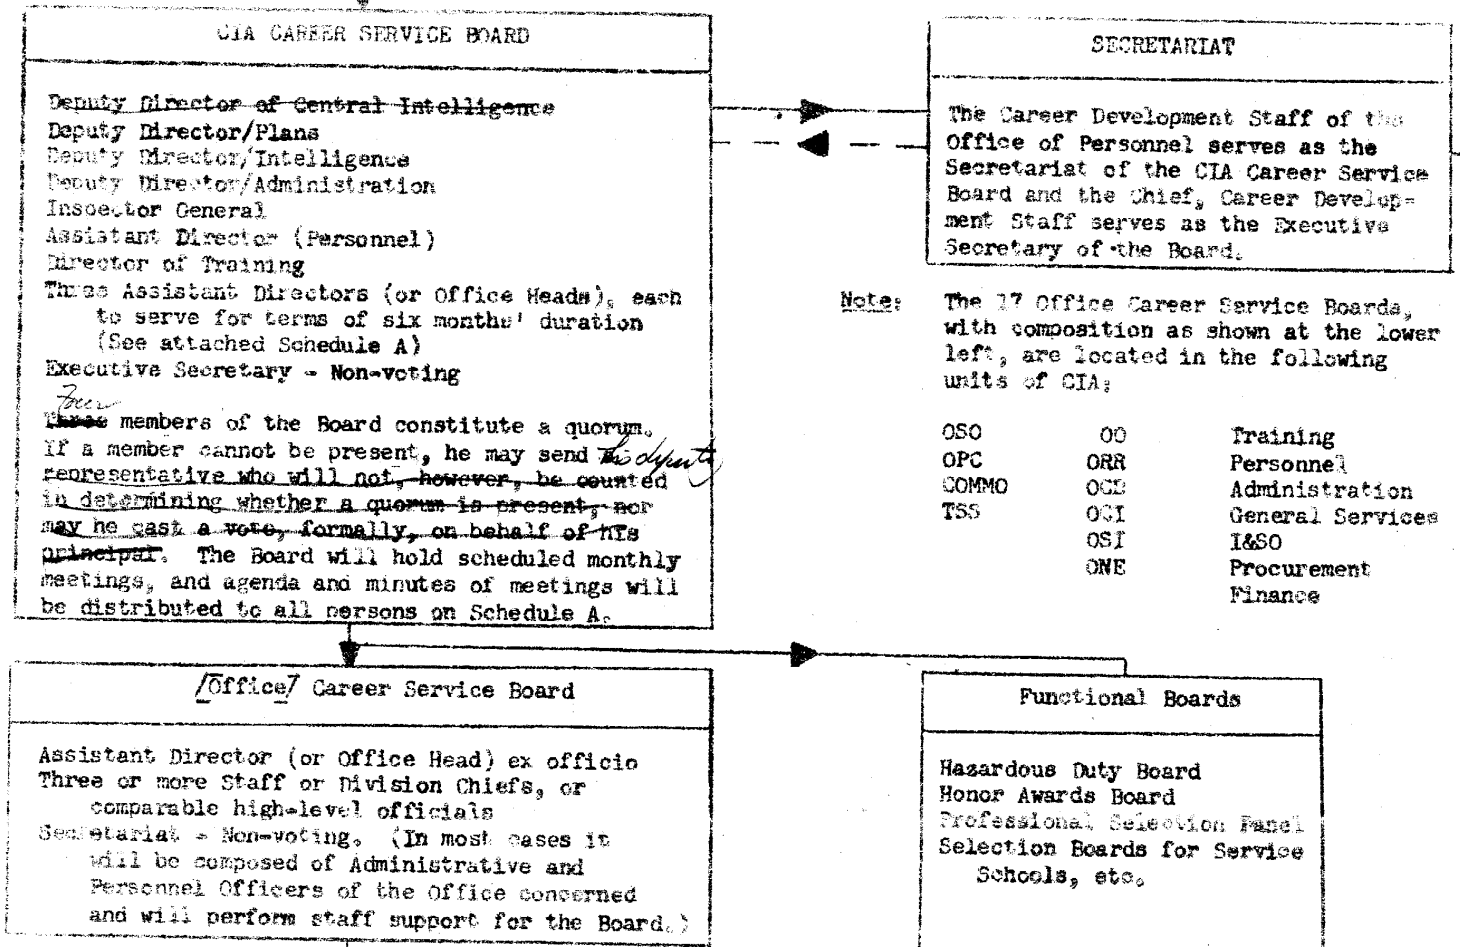 CIA CAREER SERVICE BOARD
Deputy Director of Central Intelligence
Deputy Director/Plans
Deputy Director/Intelligence
Deputy Director/Administration
Inspector General
Assistant Director (Personnel)
Director of Training
Three Assistant Directors (or Office Heads), each
to serve for terms of six months' duration
(See attached Schedule A)
Executive Secretary - Non-voting
Four
Three members of the Board constitute a quorum.
If a member cannot be present, he may send his deputy
representative who will not, however, be counted
in determining whether a quorum is present, nor
may he cast a vote, formally, on behalf of his
principal. The Board will hold scheduled monthly
meetings, and agenda and minutes of meetings will
be distributed to all persons on Schedule A.
SECRETARIAT
The Career Development Staff of the
Office of Personnel serves as the
Secretariat of the CIA Career Service
Board and the Chief, Career Develop-
ment Staff serves as the Executive
Secretary of the Board.
Note: The 17 Office Career Service Boards,
with composition as shown at the lower
left, are located in the following
units of CIA:
OSO OO Training
OPC ORR Personnel
COMMO OCD Administration
TSS OCI General Services
OSI I&SO
ONE Procurement
Finance
/Office/ Career Service Board
Assistant Director (or Office Head) ex officio
Three or more Staff or Division Chiefs, or
comparable high-level officials
Secretariat - Non-voting. (In most cases it
will be composed of Administrative and
Personnel Officers of the Office concerned
and will perform staff support for the Board.)
Functional Boards
Hazardous Duty Board
Honor Awards Board
Professional Selection Panel
Selection Boards for Service
Schools, etc.